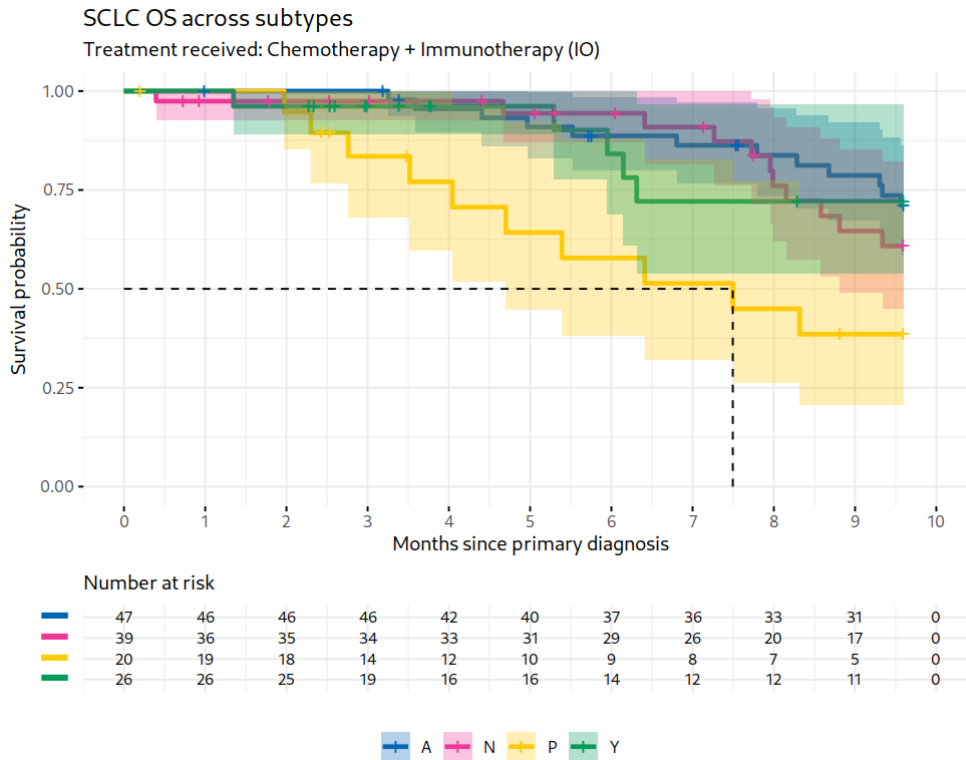 SCLC OS across subtypes
Treatment received: Chemotherapy + Immunotherapy (IO)
Survival probability
1.00
0.75
0.50
0.25
0.00
0 1 2 3 4 5 6 7 8 9 10
Months since primary diagnosis
Number at risk
47 46 46 46 42 40 37 36 33 31 0
39 36 35 34 33 31 29 26 20 17 0
20 19 18 14 12 10 9 8 7 5 0
26 26 25 19 16 16 14 12 12 11 0
A N P Y